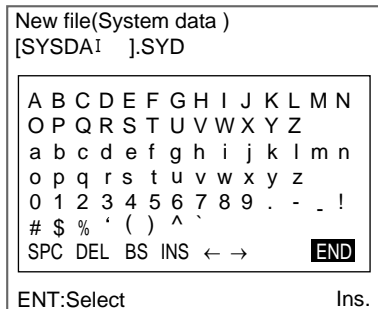 New file(System data )
[SYSDAI ].SYD
A B C D E F G H I J K L M N
O P Q R S T U V W X Y Z
a b c d e f g h i j k l m n
o p q r s t u v w x y z
0 1 2 3 4 5 6 7 8 9 . - _ !
# $ % ‘ ( ) ^ `
SPC DEL BS INS ← → END
ENT:Select Ins.